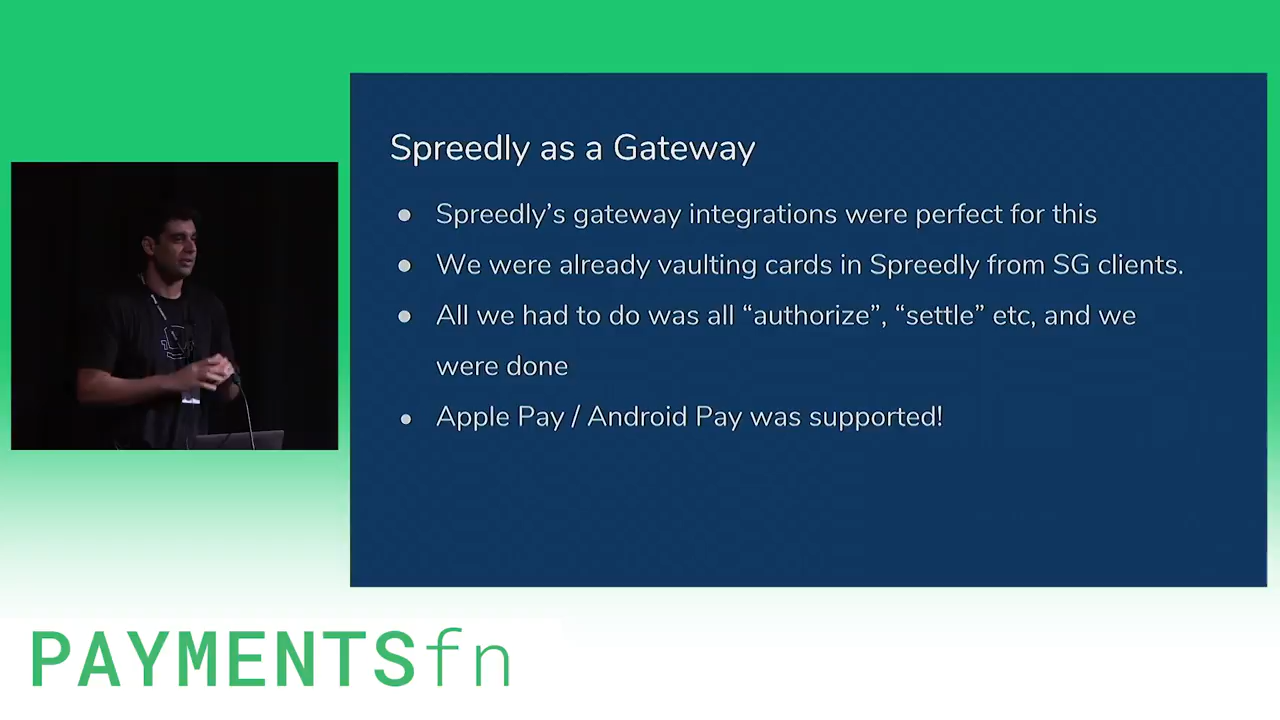 Spreedly as a Gateway
● Spreedly’s gateway integrations were perfect for this
● We were already vaulting cards in Spreedly from SG clients.
● All we had to do was all “authorize”, “settle” etc, and we
were done
● Apple Pay / Android Pay was supported!
PAYMENTSfn